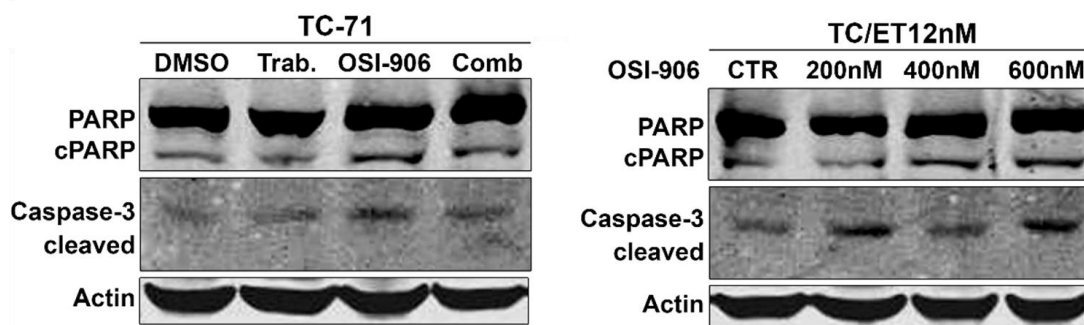 TC-71
DMSO Trab. OSI-906 Comb
PARP
cPARP
Caspase-3
cleaved
Actin
TC/ET12nM
OSI-906 CTR 200nM 400nM 600nM
PARP
cPARP
Caspase-3
cleaved
Actin